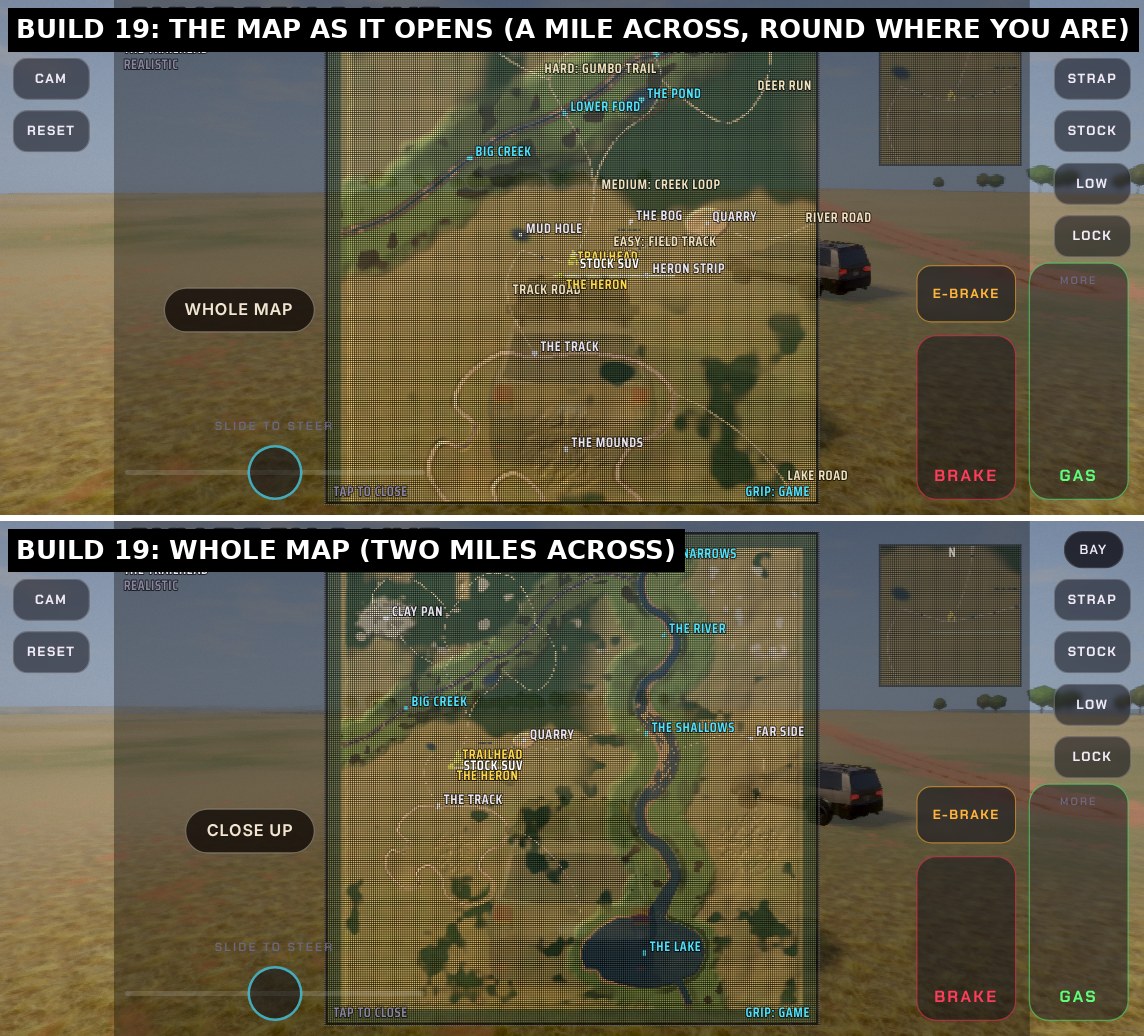 BUILD 19: THE MAP AS IT OPENS (A MILE ACROSS, ROUND WHERE YOU ARE)
REALISTIC
CAM
RESET
HARD: GUMBO TRAIL
DEER RUN
THE POND
LOWER FORD
BIG CREEK
MEDIUM: CREEK LOOP
THE BOG
QUARRY
RIVER ROAD
MUD HOLE
EASY: FIELD TRACK
TRAILHEAD
STOCK SUV
HERON STRIP
THE HERON
TRACK ROAD
WHOLE MAP
THE TRACK
SLIDE TO STEER
THE MOUNDS
LAKE ROAD
TAP TO CLOSE
GRIP: GAME
STRAP
STOCK
LOW
LOCK
MORE
E-BRAKE
BRAKE
GAS
BUILD 19: WHOLE MAP (TWO MILES ACROSS)
THE TRAILHEAD
REALISTIC
CAM
RESET
NARROWS
N
BAY
CLAY PAN
THE RIVER
BIG CREEK
THE SHALLOWS
FAR SIDE
QUARRY
TRAILHEAD
STOCK SUV
THE HERON
THE TRACK
CLOSE UP
SLIDE TO STEER
THE LAKE
TAP TO CLOSE
GRIP: GAME
STRAP
STOCK
LOW
LOCK
MORE
E-BRAKE
BRAKE
GAS